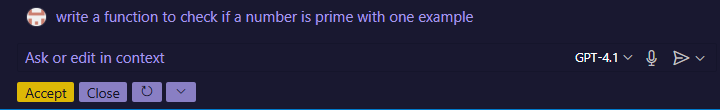 write a function to check if a number is prime with one example
Ask or edit in context GPT-4.1
Accept Close